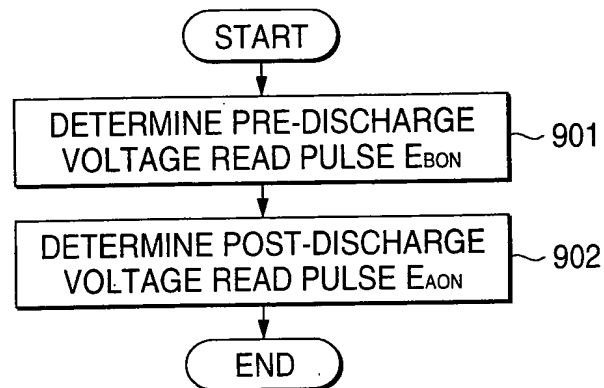 START
DETERMINE PRE-DISCHARGE
VOLTAGE READ PULSE EBON
901
DETERMINE POST-DISCHARGE
VOLTAGE READ PULSE EAON
902
END